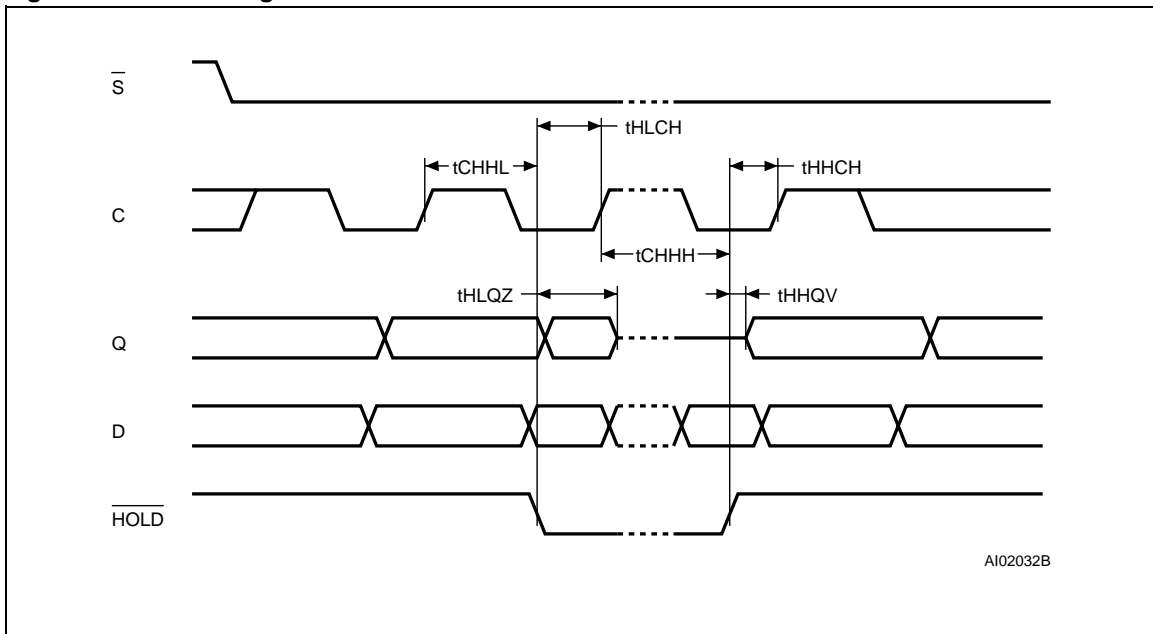 S
tHLCH
tCHHL
tHHCH
C
tCHHH
tHLQZ
tHHQV
Q
D
HOLD
AI02032B